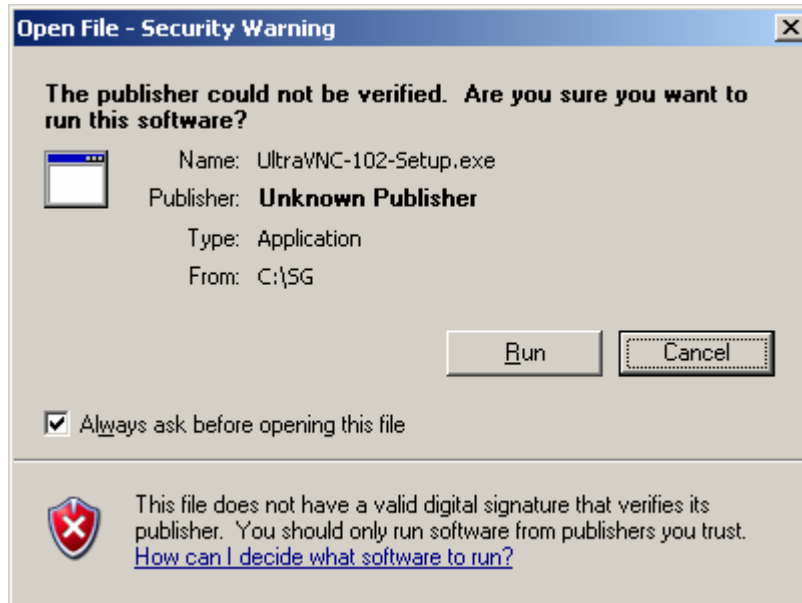 Open File - Security Warning
The publisher could not be verified.  Are you sure you want to
run this software?
Name: UltraVNC-102-Setup.exe
Publisher: Unknown Publisher
Type: Application
From: C:\SG
Run Cancel
Always ask before opening this file
This file does not have a valid digital signature that verifies its
publisher.  You should only run software from publishers you trust.
How can I decide what software to run?